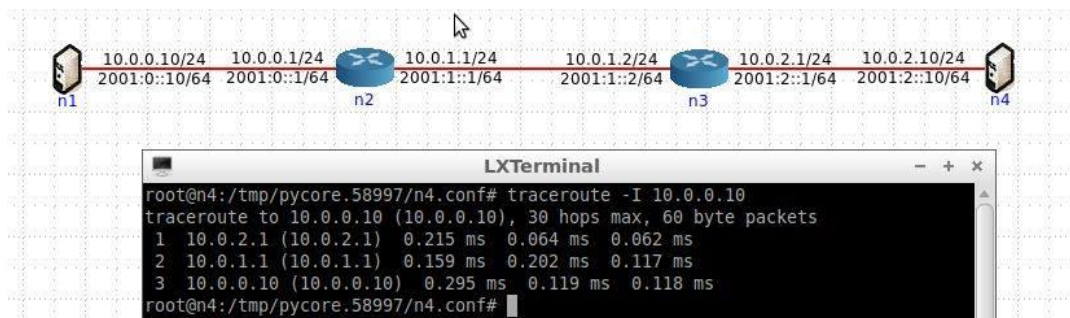 10.0.0.10/24 10.0.0.1/24 10.0.1.1/24 10.0.1.2/24 10.0.2.1/24 10.0.2.10/24
2001:0::10/64 2001:0::1/64 2001:1::1/64 2001:1::2/64 2001:2::1/64 2001:2::10/64
n1 n2 n3 n4
LXTerminal
root@n4:/tmp/pycore.58997/n4.conf# traceroute -I 10.0.0.10
traceroute to 10.0.0.10 (10.0.0.10), 30 hops max, 60 byte packets
1 10.0.2.1 (10.0.2.1) 0.215 ms 0.064 ms 0.062 ms
2 10.0.1.1 (10.0.1.1) 0.159 ms 0.202 ms 0.117 ms
3 10.0.0.10 (10.0.0.10) 0.295 ms 0.119 ms 0.118 ms
root@n4:/tmp/pycore.58997/n4.conf#